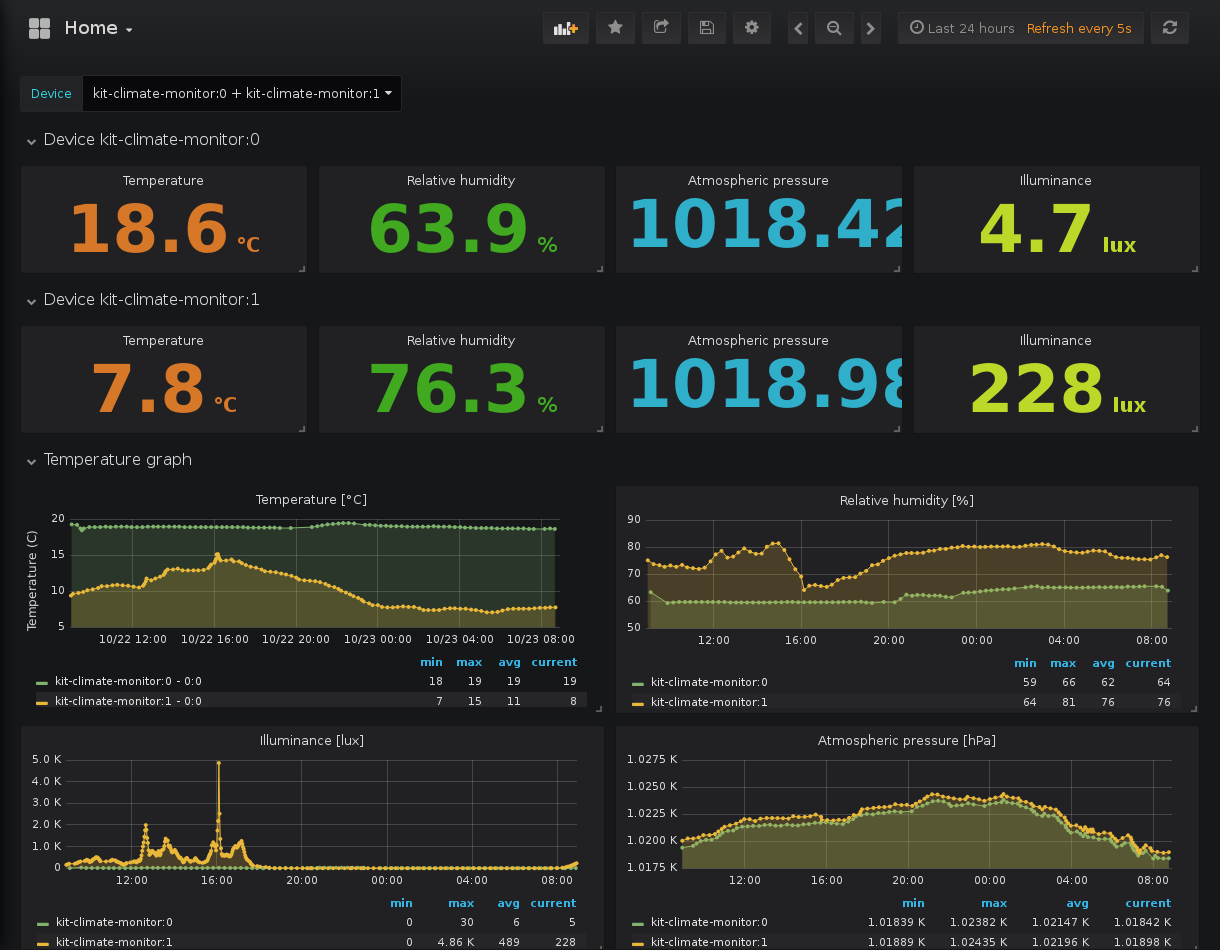 Home
Last 24 hours Refresh every 5s
Device kit-climate-monitor:0 + kit-climate-monitor:1
Device kit-climate-monitor:0
Temperature Relative humidity Atmospheric pressure Illuminance
18.6 °C 63.9 % 1018.42 4.7 lux
Device kit-climate-monitor:1
Temperature Relative humidity Atmospheric pressure Illuminance
7.8 °C 76.3 % 1018.98 228 lux
Temperature graph
Temperature [°C]
Temperature (C)
20
15
10
5
10/22 12:00 10/22 16:00 10/22 20:00 10/23 00:00 10/23 04:00 10/23 08:00
min max avg current
kit-climate-monitor:0 - 0:0 18 19 19 19
kit-climate-monitor:1 - 0:0 7 15 11 8
Relative humidity [%]
90
80
70
60
50
12:00 16:00 20:00 00:00 04:00 08:00
min max avg current
kit-climate-monitor:0 59 66 62 64
kit-climate-monitor:1 64 81 76 76
Illuminance [lux]
5.0 K
4.0 K
3.0 K
2.0 K
1.0 K
0
12:00 16:00 20:00 00:00 04:00 08:00
min max avg current
kit-climate-monitor:0 0 30 6 5
kit-climate-monitor:1 0 4.86 K 489 228
Atmospheric pressure [hPa]
1.0275 K
1.0250 K
1.0225 K
1.0200 K
1.0175 K
12:00 16:00 20:00 00:00 04:00 08:00
min max avg current
kit-climate-monitor:0 1.01839 K 1.02382 K 1.02147 K 1.01842 K
kit-climate-monitor:1 1.01889 K 1.02435 K 1.02196 K 1.01898 K